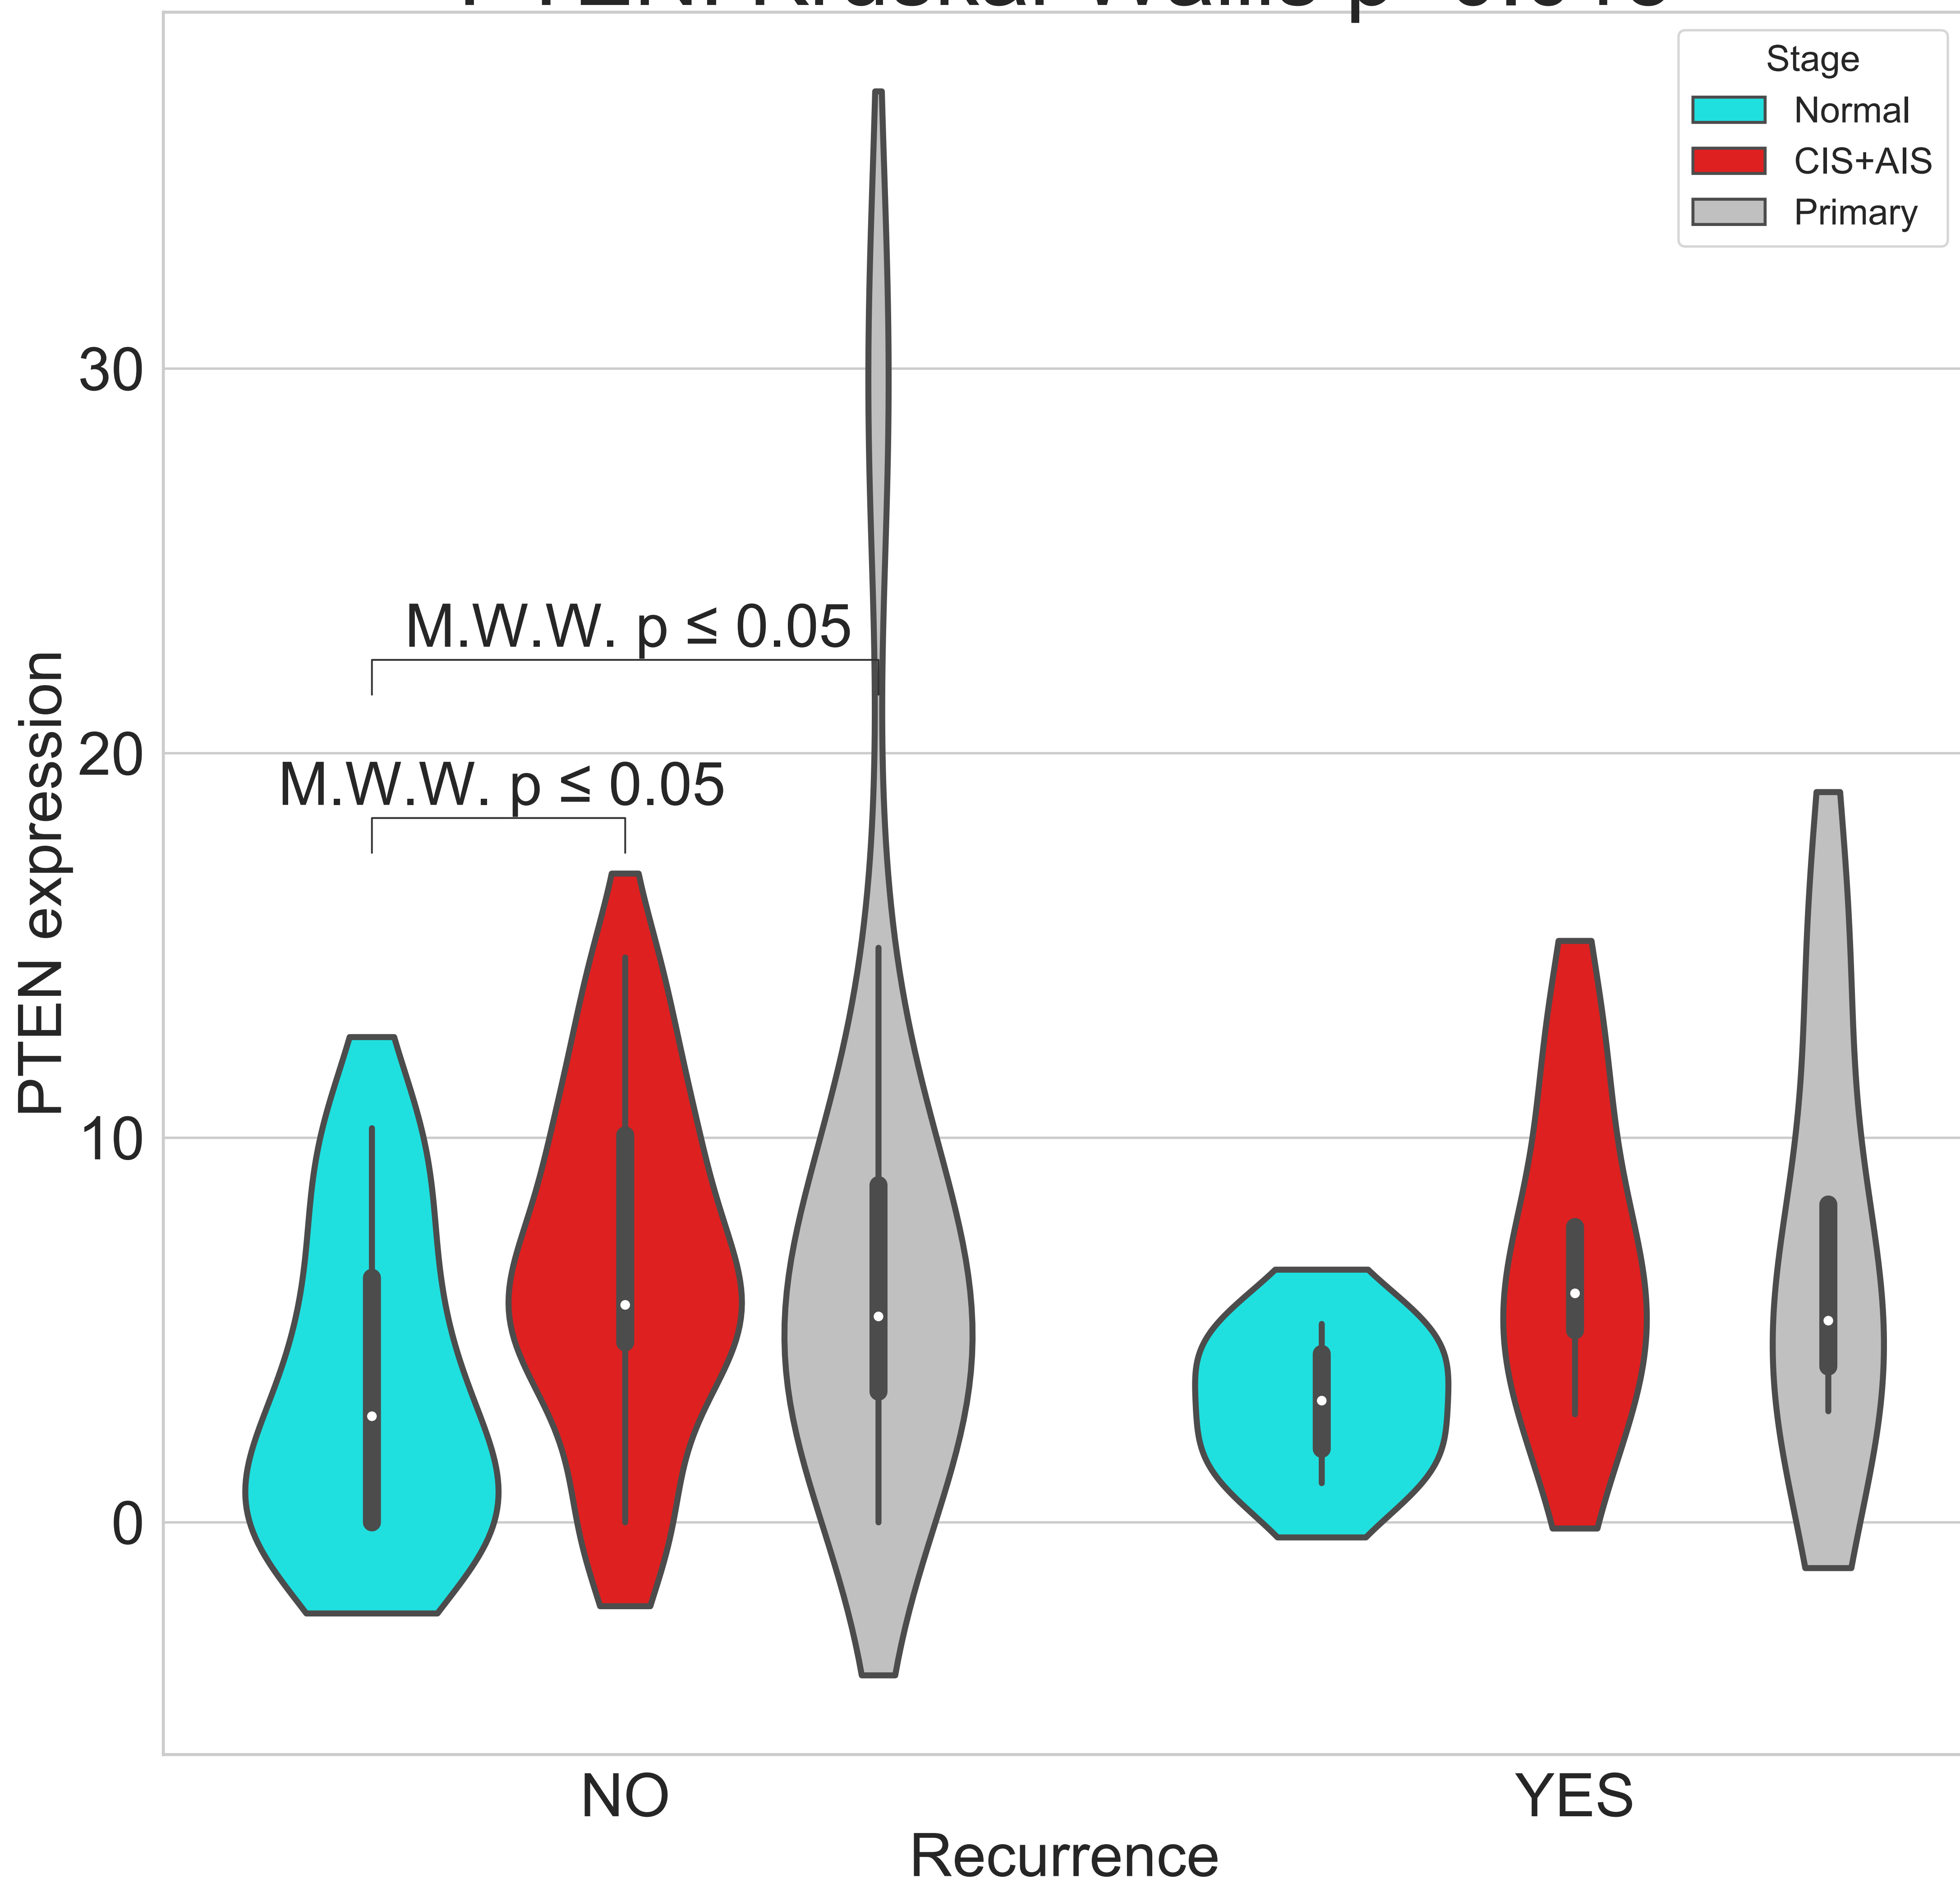 Stage
Normal
CIS+AIS
Primary
30
20
10
0
PTEN expression
M.W.W. p ≤ 0.05
M.W.W. p ≤ 0.05
NO
YES
Recurrence